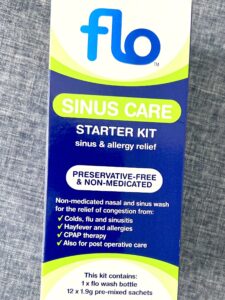 flo
TM
SINUS CARE
STARTER KIT
sinus & allergy relief
PRESERVATIVE-FREE
& NON-MEDICATED
Non-medicated nasal and sinus wash
for the relief of congestion from:
✓ Colds, flu and sinusitis
✓ Hayfever and allergies
✓ CPAP therapy
✓ Also for post operative care
This kit contains:
1 x flo wash bottle
12 x 1.9g pre-mixed sachets